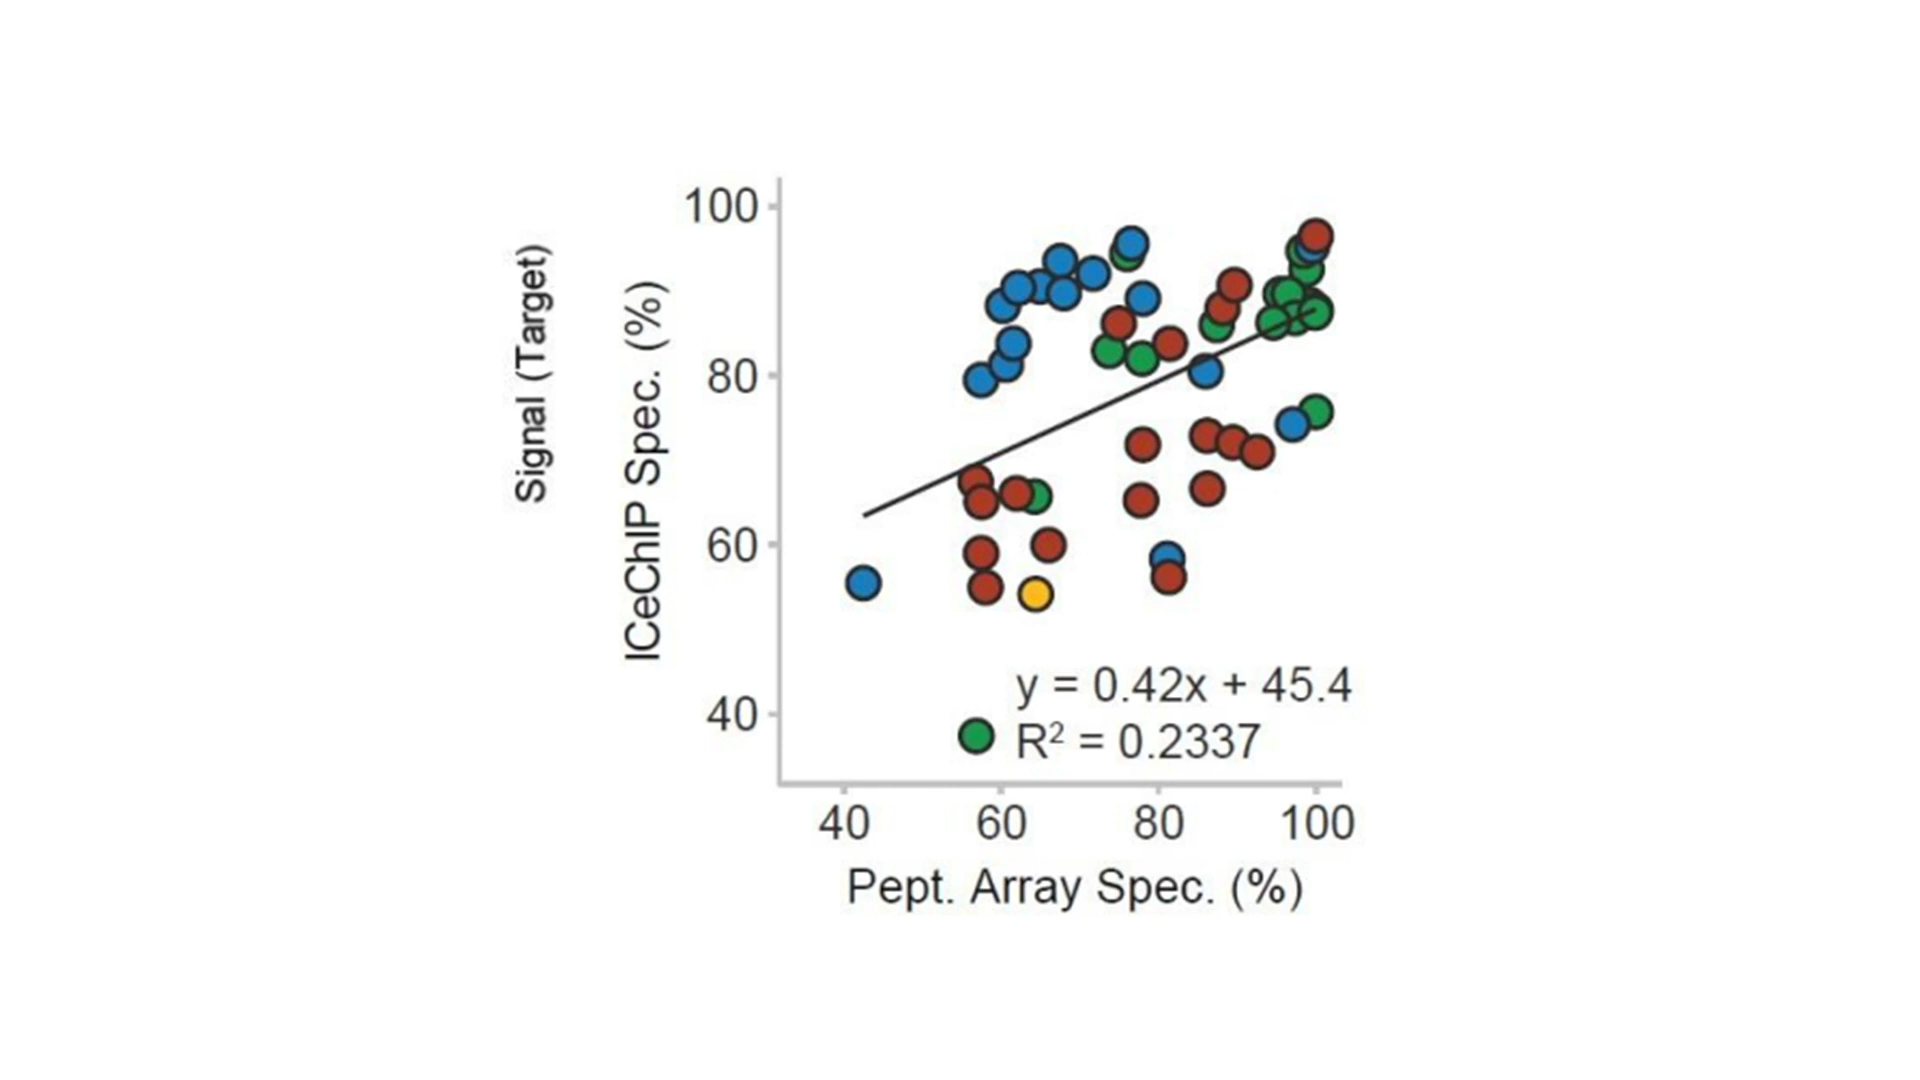 Signal (Target)
ICeChIP Spec. (%)
100
80
60
40
y = 0.42x + 45.4
R² = 0.2337
40 60 80 100
Pept. Array Spec. (%)